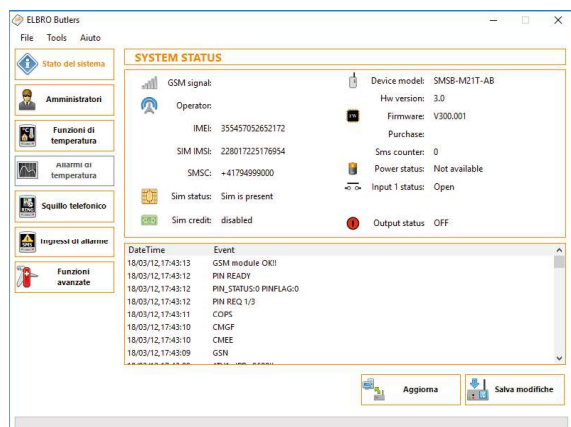 ELBRO Butlers
File Tools Aiuto
Stato del sistema
Amministratori
Funzioni di
temperatura
Allarmi di
temperatura
Squillo telefonico
Ingressi di allarme
Funzioni
avanzate
SYSTEM STATUS
GSM signal:
Operator:
IMEI: 355457052652172
SIM IMSI: 228017225176954
SMSC: +41794999000
Sim status: Sim is present
Sim credit: disabled
Device model: SMSB-M21T-AB
Hw version: 3.0
Firmware: V300.001
Purchase:
Sms counter: 0
Power status: Not available
Input 1 status: Open
Output status OFF
DateTime Event
18/03/12,17:43:13 GSM module OK!!
18/03/12,17:43:12 PIN READY
18/03/12,17:43:12 PIN_STATUS:0 PINFLAG:0
18/03/12,17:43:12 PIN REQ 1/3
18/03/12,17:43:11 COPS
18/03/12,17:43:10 CMGF
18/03/12,17:43:10 CMEE
18/03/12,17:43:09 GSN
Aggiorna
Salva modifiche